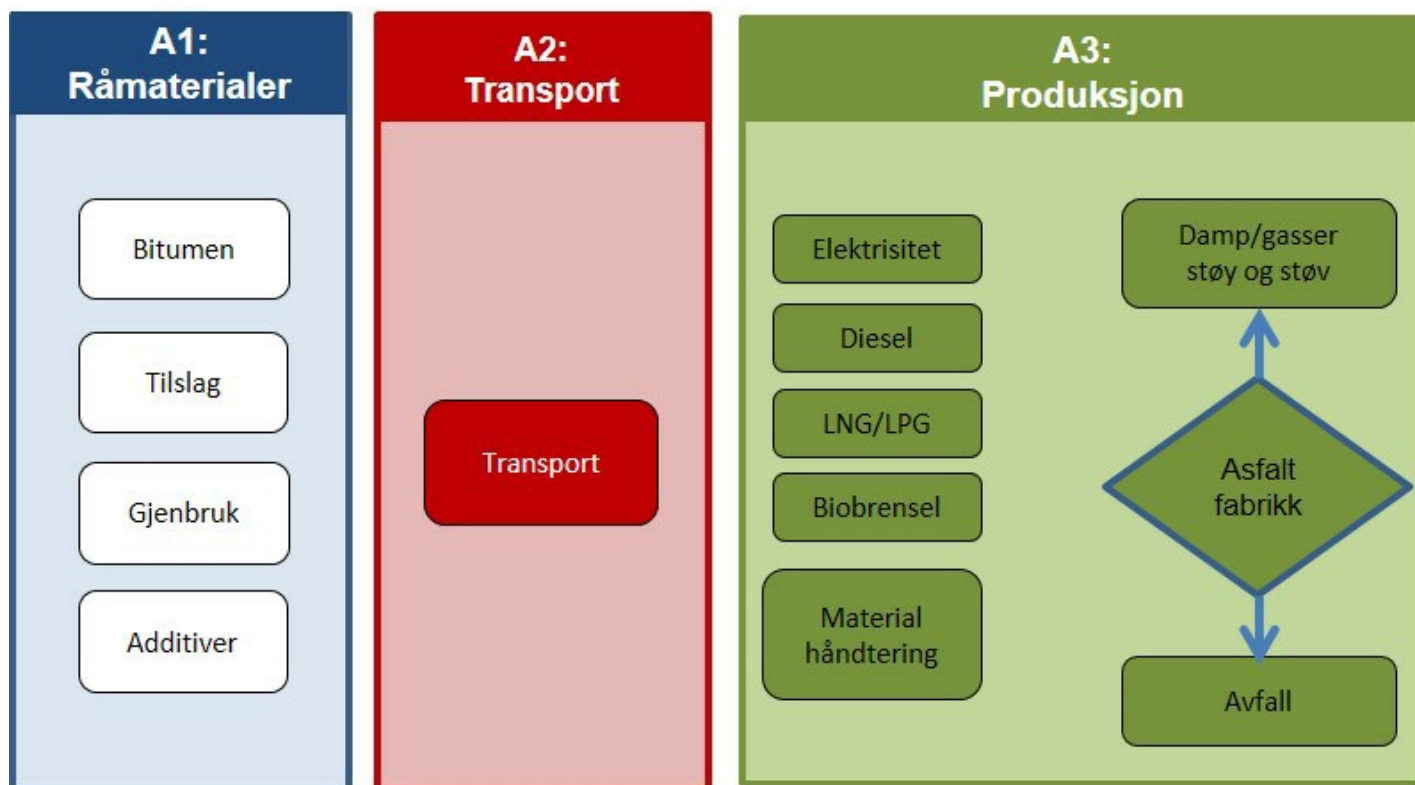 A1:
Råmaterialer
Bitumen
Tilslag
Gjenbruk
Additiver
A2:
Transport
Transport
A3:
Produksjon
Elektrisitet
Diesel
LNG/LPG
Biobrensel
Material
håndtering
Damp/gasser
støy og støv
Asfalt
fabrikk
Avfall